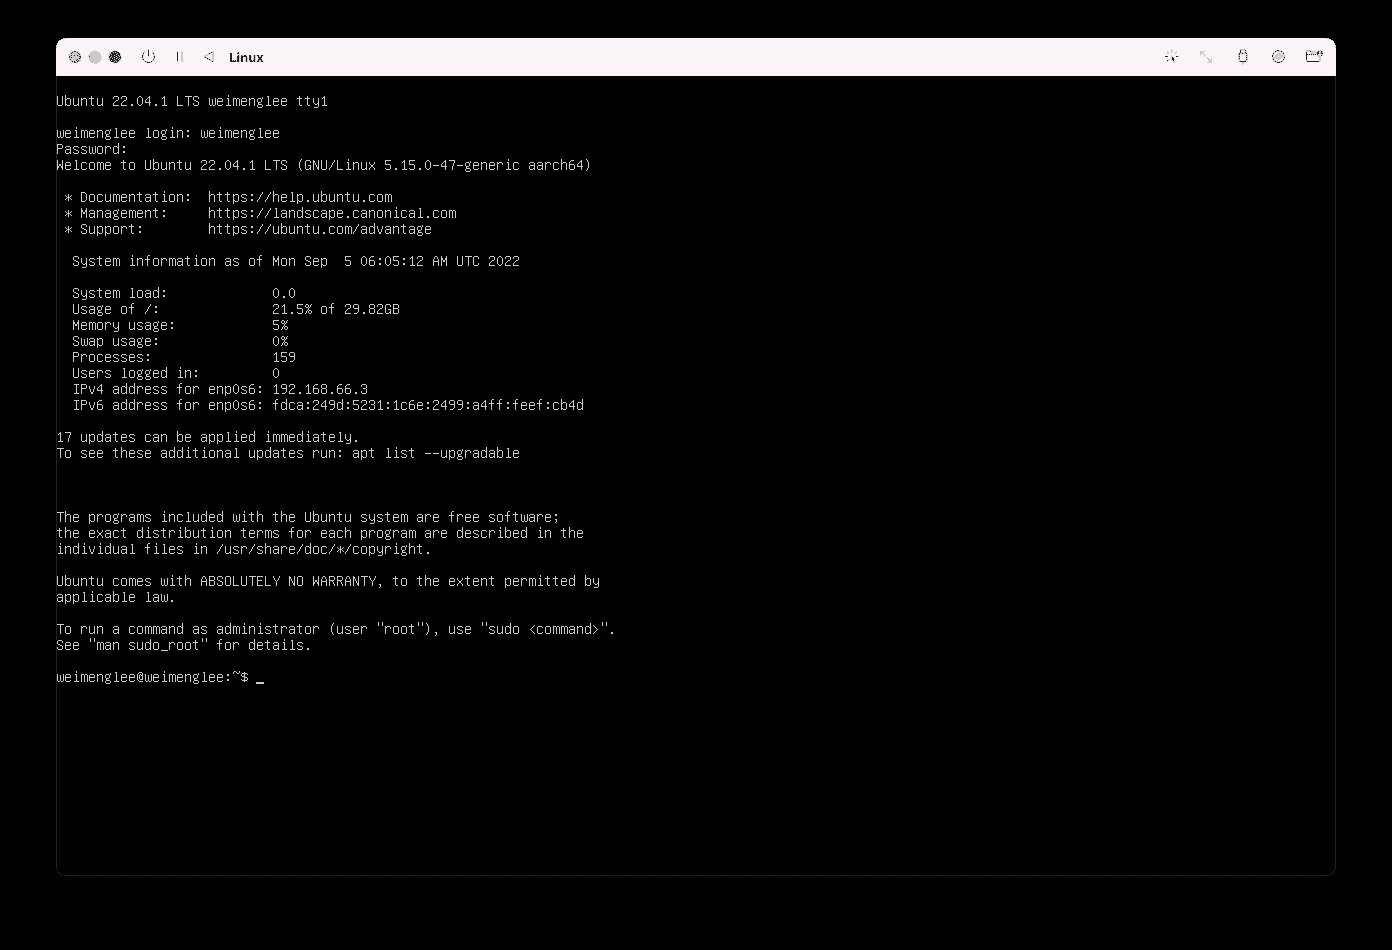 Linux
Ubuntu 22.04.1 LTS weimenglee tty1
weimenglee login: weimenglee
Password:
Welcome to Ubuntu 22.04.1 LTS (GNU/Linux 5.15.0-47-generic aarch64)
* Documentation:  https://help.ubuntu.com
* Management:     https://landscape.canonical.com
* Support:        https://ubuntu.com/advantage
System information as of Mon Sep  5 06:05:12 AM UTC 2022
System load:             0.0
Usage of /:              21.5% of 29.82GB
Memory usage:            5%
Swap usage:              0%
Processes:               159
Users logged in:         0
IPv4 address for enp0s6: 192.168.66.3
IPv6 address for enp0s6: fdca:249d:5231:1c6e:2499:a4ff:feef:cb4d
17 updates can be applied immediately.
To see these additional updates run: apt list --upgradable
The programs included with the Ubuntu system are free software;
the exact distribution terms for each program are described in the
individual files in /usr/share/doc/*/copyright.
Ubuntu comes with ABSOLUTELY NO WARRANTY, to the extent permitted by
applicable law.
To run a command as administrator (user "root"), use "sudo <command>".
See "man sudo_root" for details.
weimenglee@weimenglee:~$ _